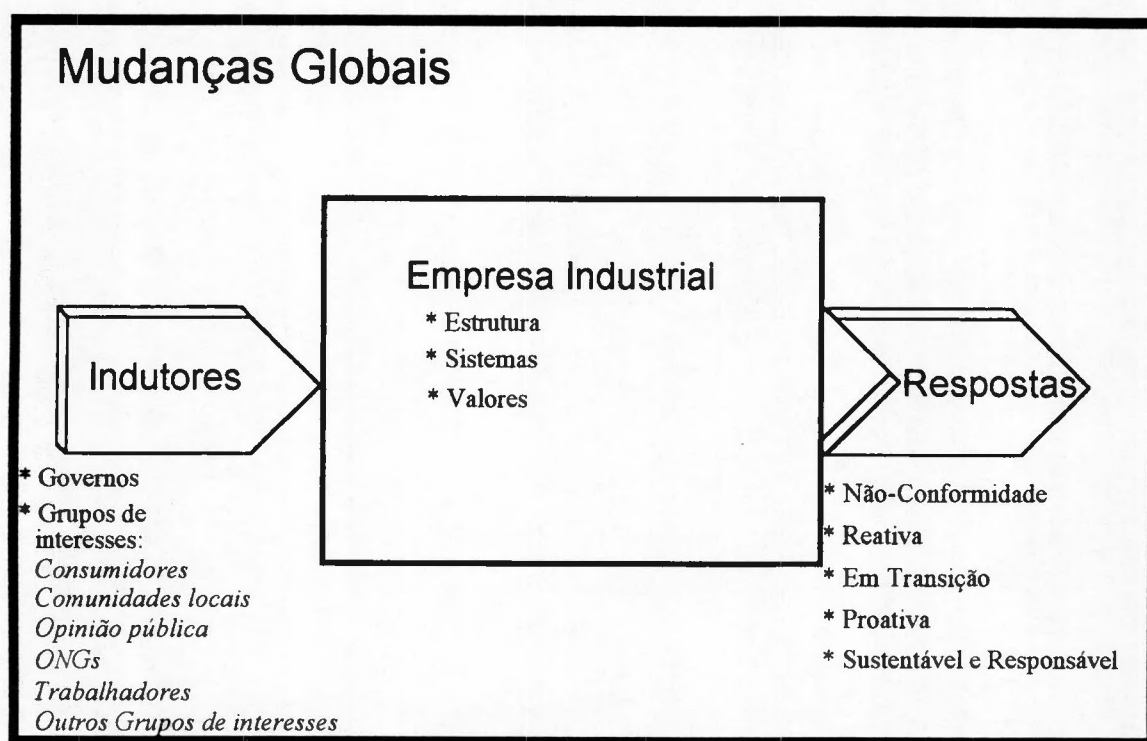 Mudanças Globais
Indutores
* Governos
* Grupos de
interesses:
Consumidores
Comunidades locais
Opinião pública
ONGs
Trabalhadores
Outros Grupos de interesses
Empresa Industrial
* Estrutura
* Sistemas
* Valores
Respostas
* Não-Conformidade
* Reativa
* Em Transição
* Proativa
* Sustentável e Responsável